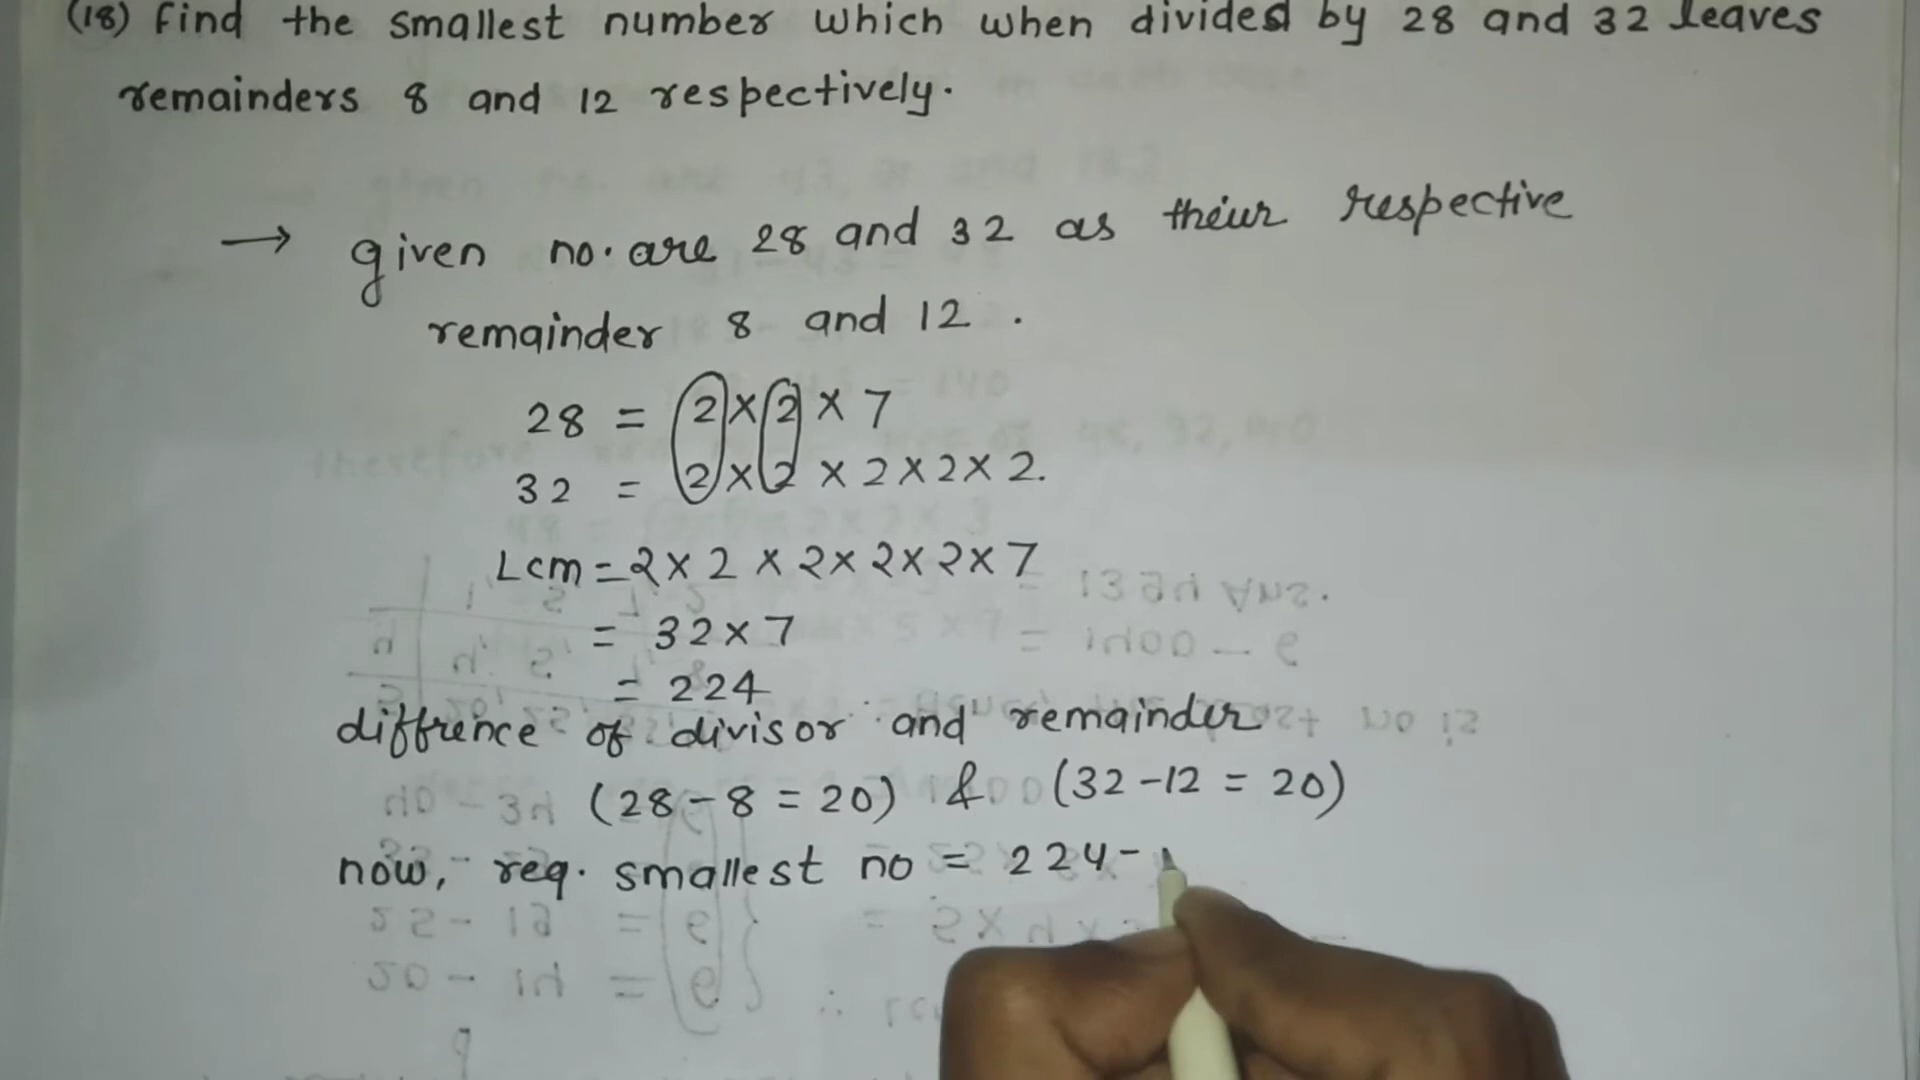 (18) Find the smallest number which when divided by 28 and 32 leaves
remainders 8 and 12 respectively.
→ given no. are 28 and 32 as their respective
remainder 8 and 12 .
28 = 2 × 2 × 7
32 = 2 × 2 × 2 × 2 × 2.
Lcm = 2 × 2 × 2 × 2 × 2 × 7
= 32 × 7
= 224
diffrence of divisor and remainder
(28 - 8 = 20) & (32 - 12 = 20)
now, req. smallest no = 224 -